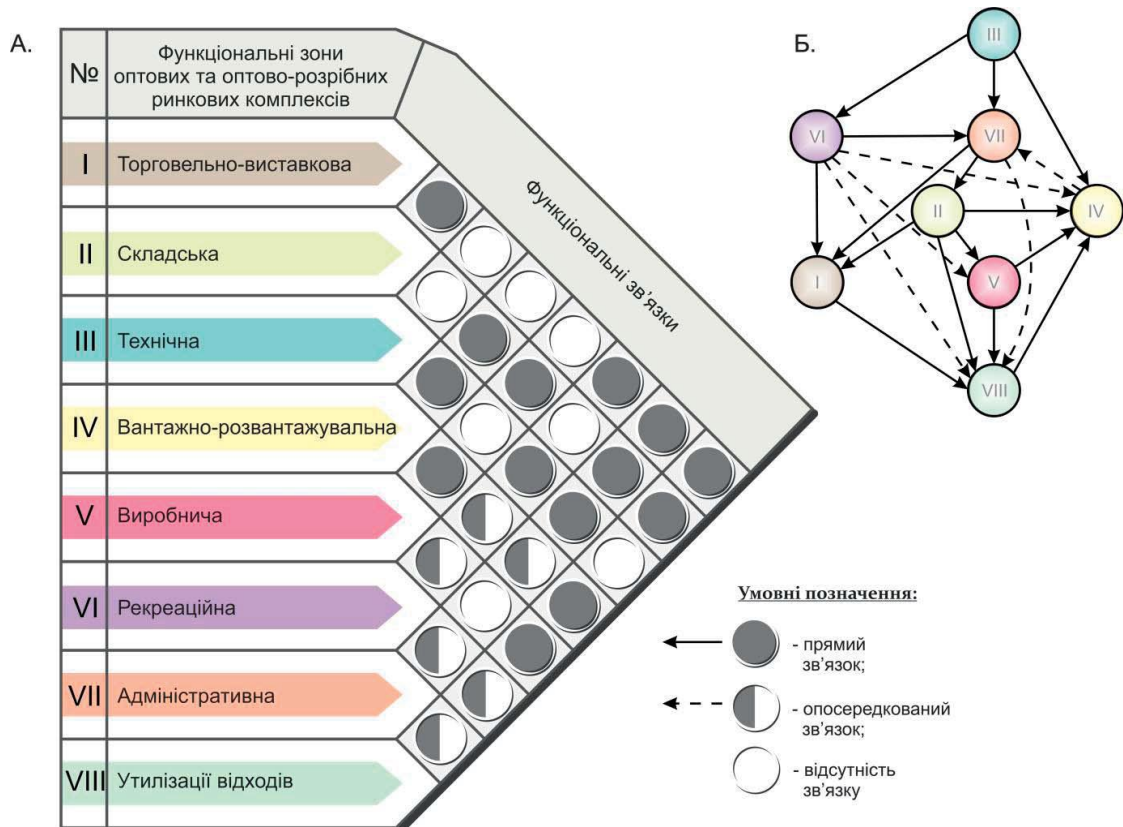 А.
№
Функціональні зони
оптових та оптово-розрібних
ринкових комплексів
Функціональні зв’язки
I
Торговельно-виставкова
II
Складська
III
Технічна
IV
Вантажно-розвантажувальна
V
Виробнича
VI
Рекреаційна
VII
Адміністративна
VIII
Утилізації відходів
Б.
III
VI
VII
II
IV
I
V
VIII
Умовні позначення:
- прямий
зв’язок;
- опосередкований
зв’язок;
- відсутність
зв’язку